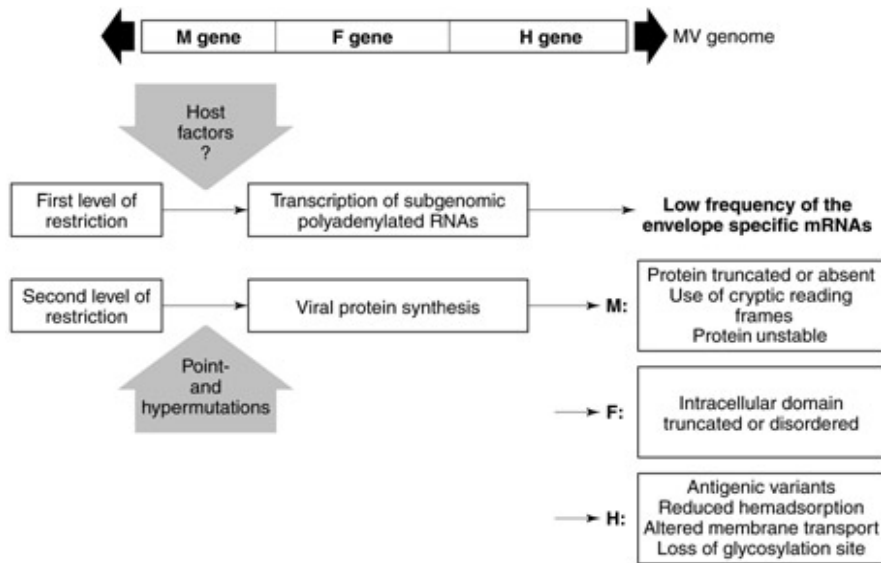 M gene F gene H gene MV genome
Host
factors
?
First level of
restriction
Transcription of subgenomic
polyadenylated RNAs
Low frequency of the
envelope specific mRNAs
Second level of
restriction
Viral protein synthesis
M:
Protein truncated or absent
Use of cryptic reading
frames
Protein unstable
Point-
and
hypermutations
F:
Intracellular domain
truncated or disordered
H:
Antigenic variants
Reduced hemadsorption
Altered membrane transport
Loss of glycosylation site